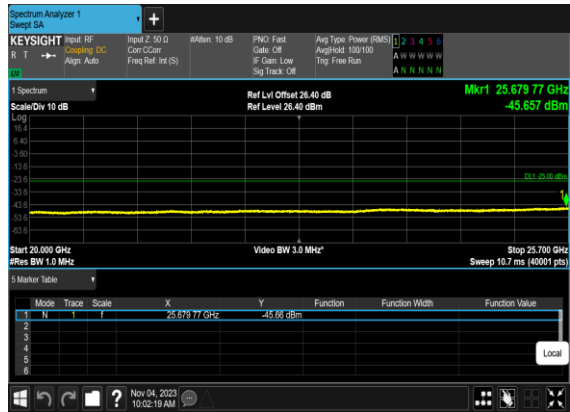 Spectrum Analyzer 1
Swept SA
+
KEYSIGHT Input: RF Input Z: 50 Ω #Atten: 10 dB PNO: Fast Avg Type: Power (RMS) 1 2 3 4 5 6
R T Coupling: DC Corr CCorr Gate: Off Avg|Hold: 100/100 A W W W W W
Align: Auto Freq Ref: Int (S) IF Gain: Low Trig: Free Run
Sig Track: Off A N N N N N
LV
1 Spectrum Ref Lvl Offset 26.40 dB Mkr1 25.679 77 GHz
Scale/Div 10 dB Ref Level 26.40 dBm -45.657 dBm
Log
16.4
6.40
-3.60
-13.6
-23.6 DL1 -25.00 dBm
-33.6 1
-43.6
-53.6
-63.6
Start 20.000 GHz Video BW 3.0 MHz* Stop 25.700 GHz
#Res BW 1.0 MHz Sweep 10.7 ms (40001 pts)
5 Marker Table
Mode Trace Scale X Y Function Function Width Function Value
1 N 1 f 25.679 77 GHz -45.66 dBm
2
3
4
5
6
Local
? Nov 04, 2023
10:02:19 AM